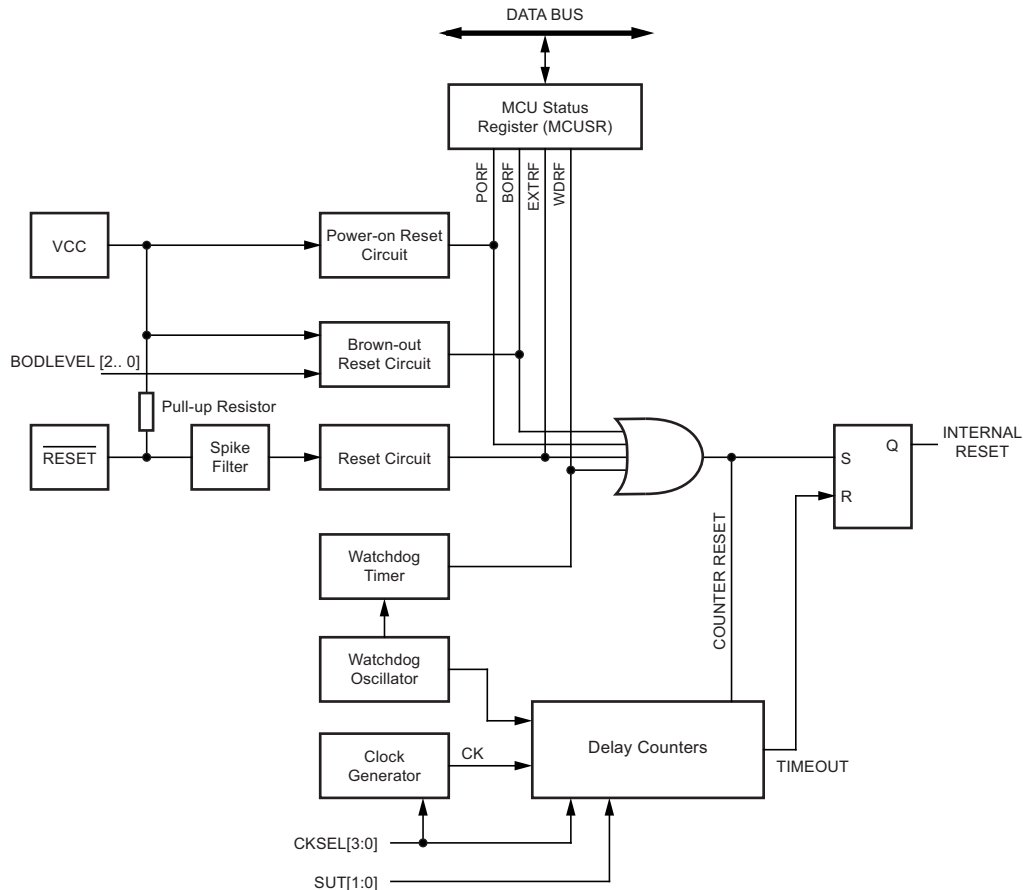 DATA BUS
MCU Status
Register (MCUSR)
PORF
BORF
EXTRF
WDRF
VCC
Power-on Reset
Circuit
Brown-out
Reset Circuit
BODLEVEL [2.. 0]
Pull-up Resistor
RESET
Spike
Filter
Reset Circuit
S
Q
R
INTERNAL
RESET
Watchdog
Timer
COUNTER RESET
Watchdog
Oscillator
Clock
Generator
CK
Delay Counters
TIMEOUT
CKSEL[3:0]
SUT[1:0]